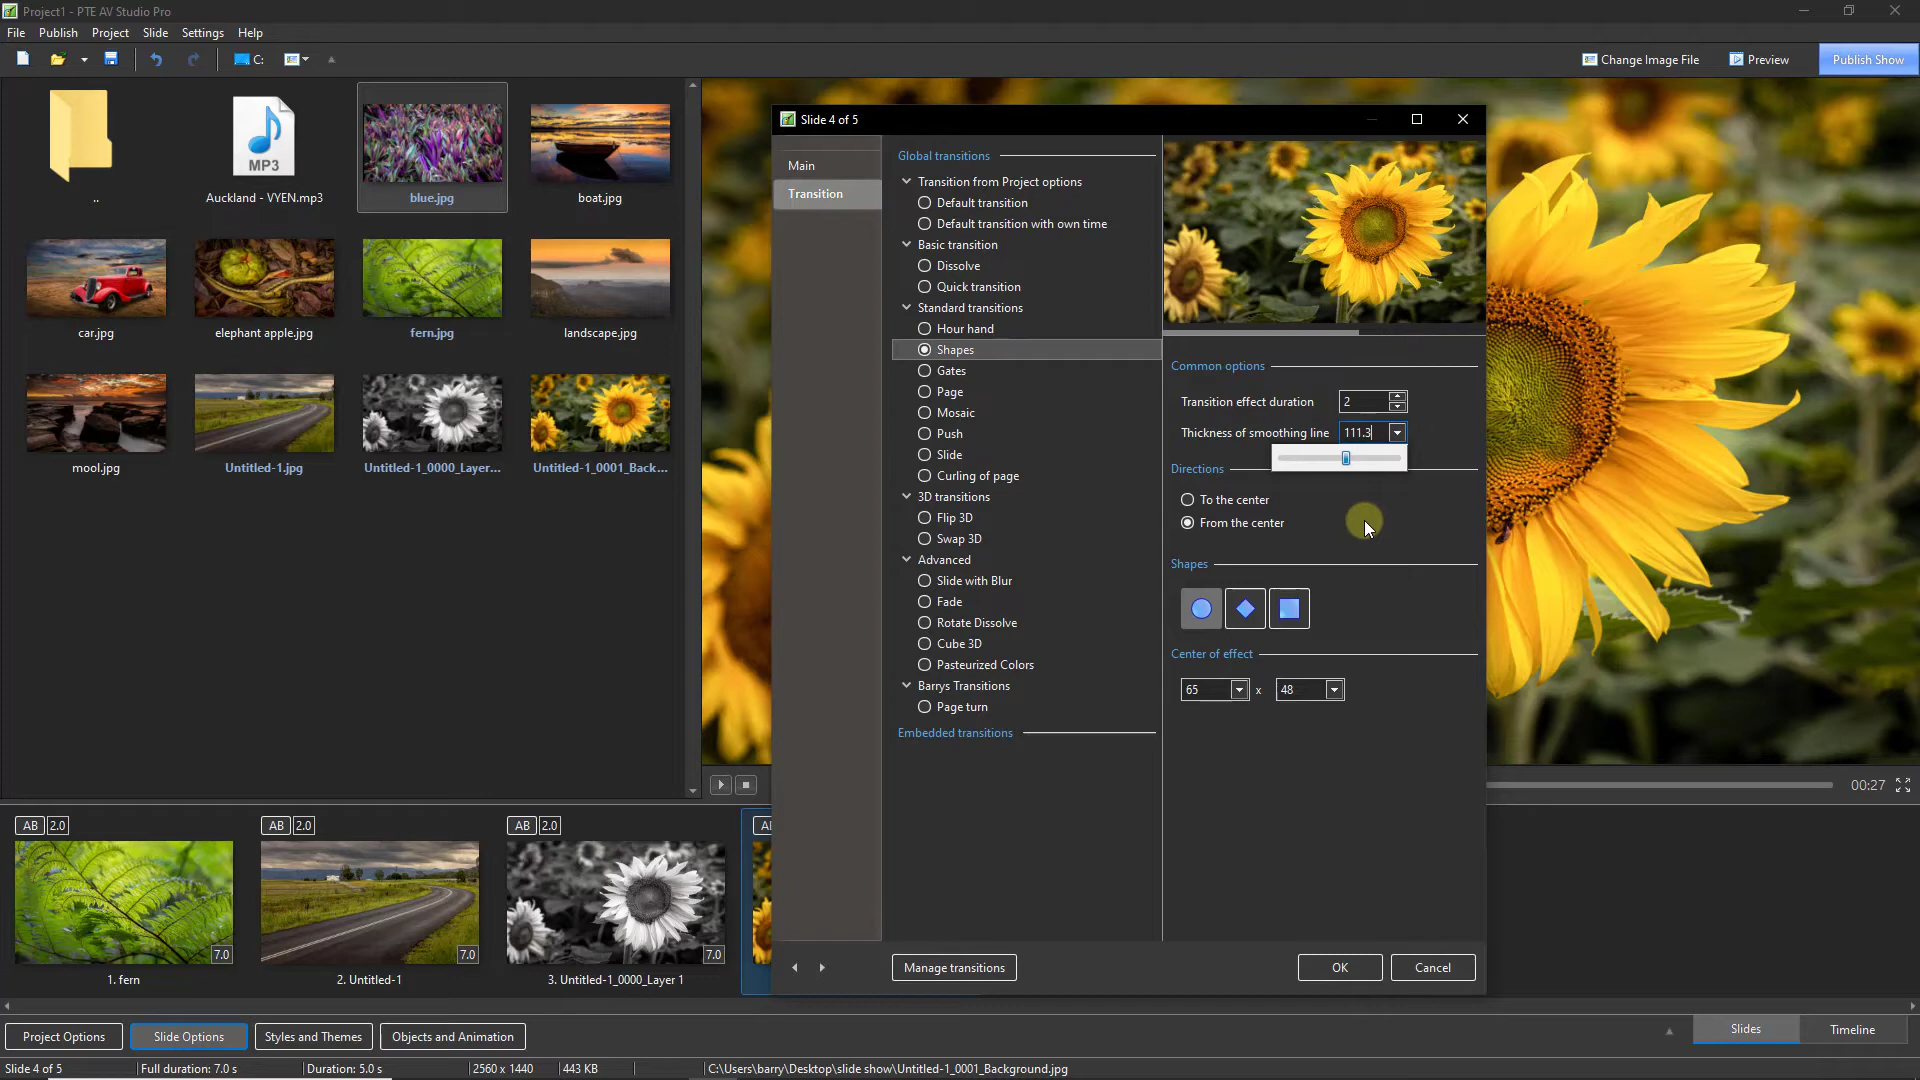 Project1 - PTE AV Studio Pro
File Publish Project Slide Settings Help
C:
Change Image File Preview Publish Show
MP3
.. Auckland - VYEN.mp3 blue.jpg boat.jpg
car.jpg elephant apple.jpg fern.jpg landscape.jpg
mool.jpg Untitled-1.jpg Untitled-1_0000_Layer... Untitled-1_0001_Back...
Slide 4 of 5
Main
Transition
Global transitions
Transition from Project options
Default transition
Default transition with own time
Basic transition
Dissolve
Quick transition
Standard transitions
Hour hand
Shapes
Gates
Page
Mosaic
Push
Slide
Curling of page
3D transitions
Flip 3D
Swap 3D
Advanced
Slide with Blur
Fade
Rotate Dissolve
Cube 3D
Pasteurized Colors
Barrys Transitions
Page turn
Embedded transitions
Common options
Transition effect duration 2
Thickness of smoothing line 111.3
Directions
To the center
From the center
Shapes
Center of effect
65 x 48
Manage transitions OK Cancel
00:27
AB 2.0 AB 2.0 AB 2.0
7.0 7.0 7.0
1. fern 2. Untitled-1 3. Untitled-1_0000_Layer 1
Project Options Slide Options Styles and Themes Objects and Animation Slides Timeline
Slide 4 of 5 Full duration: 7.0 s Duration: 5.0 s 2560 x 1440 443 KB C:\Users\barry\Desktop\slide show\Untitled-1_0001_Background.jpg